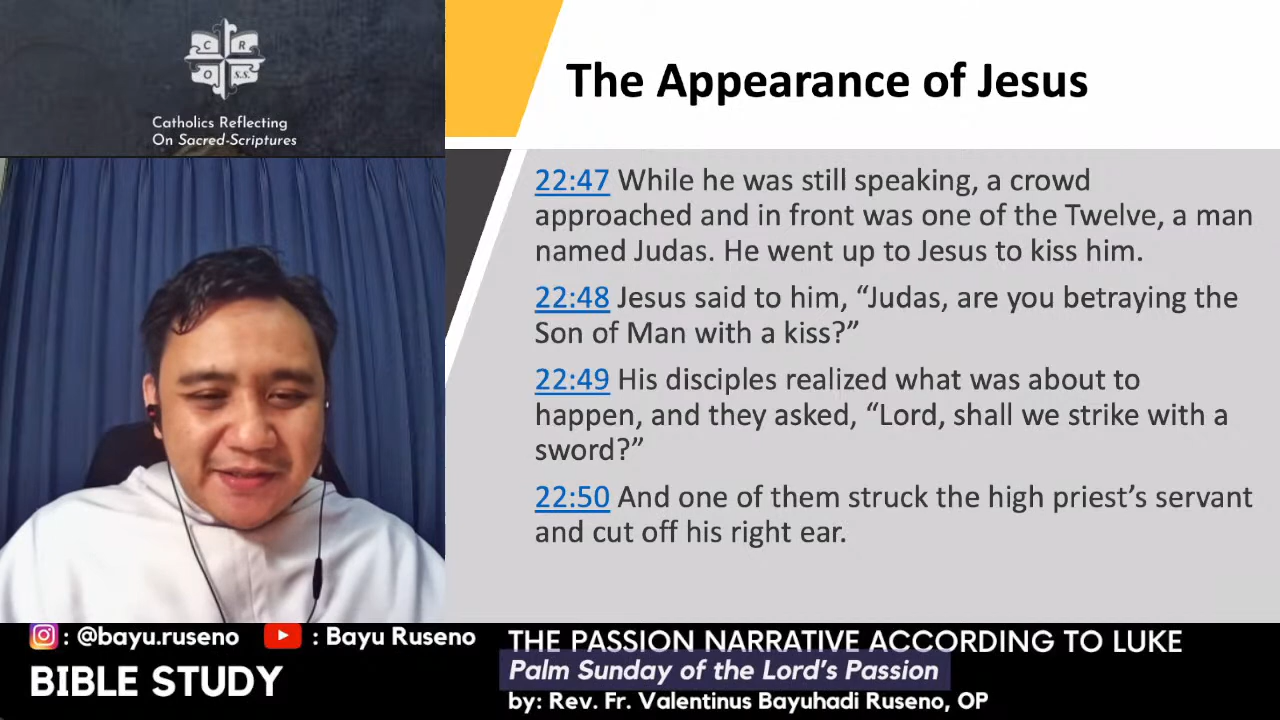 C R
O S.S.
Catholics Reflecting
On Sacred-Scriptures
The Appearance of Jesus
22:47 While he was still speaking, a crowd
approached and in front was one of the Twelve, a man
named Judas. He went up to Jesus to kiss him.
22:48 Jesus said to him, “Judas, are you betraying the
Son of Man with a kiss?”
22:49 His disciples realized what was about to
happen, and they asked, “Lord, shall we strike with a
sword?”
22:50 And one of them struck the high priest’s servant
and cut off his right ear.
: @bayu.ruseno : Bayu Ruseno
BIBLE STUDY
THE PASSION NARRATIVE ACCORDING TO LUKE
Palm Sunday of the Lord’s Passion
by: Rev. Fr. Valentinus Bayuhadi Ruseno, OP